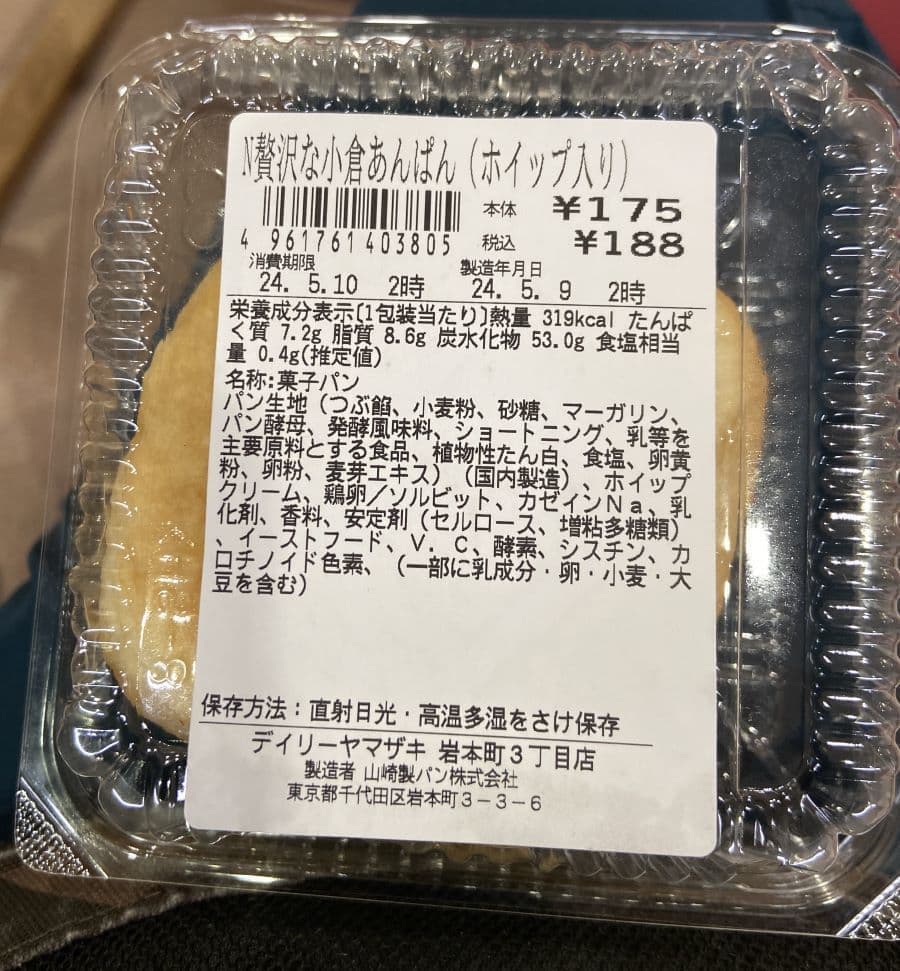 N贅沢な小倉あんぱん（ホイップ入り）
本体 ¥175
4 961761 403805
税込 ¥188
消費期限 製造年月日
24. 5.10 2時 24. 5. 9 2時
栄養成分表示[1包装当たり]熱量 319kcal たんぱ
く質 7.2g 脂質 8.6g 炭水化物 53.0g 食塩相当
量 0.4g(推定値)
名称:菓子パン
パン生地（つぶ餡、小麦粉、砂糖、マーガリン、
パン酵母、発酵風味料、ショートニング、乳等を
主要原料とする食品、植物性たん白、食塩、卵黄
粉、卵粉、麦芽エキス）（国内製造）、ホイップ
クリーム、鶏卵／ソルビット、カゼインNa、乳
化剤、香料、安定剤（セルロース、増粘多糖類）
、イーストフード、V．C、酵素、シスチン、カ
ロチノイド色素、（一部に乳成分・卵・小麦・大
豆を含む）
保存方法：直射日光・高温多湿をさけ保存
デイリーヤマザキ 岩本町３丁目店
製造者 山崎製パン株式会社
東京都千代田区岩本町３－３－６